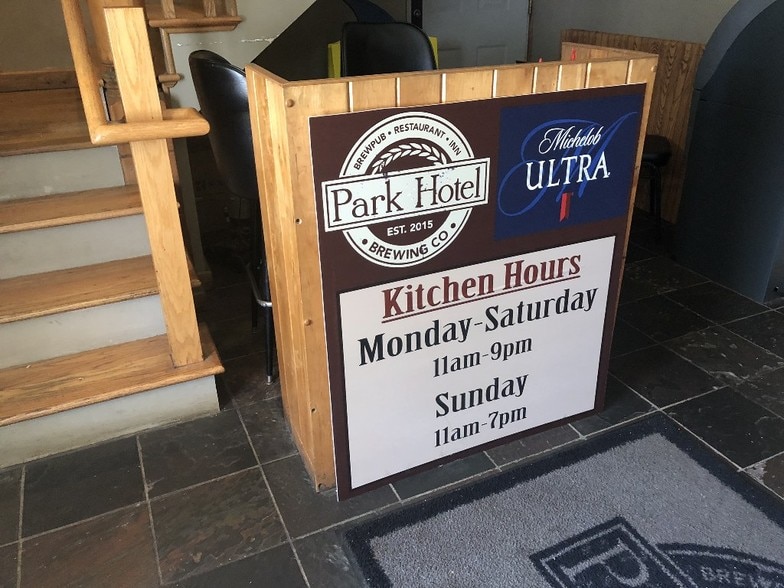 BREWPUB • RESTAURANT • INN
Park Hotel
EST. 2015
• BREWING CO •
Michelob
ULTRA
Kitchen Hours
Monday-Saturday
11am-9pm
Sunday
11am-7pm
BREW
P